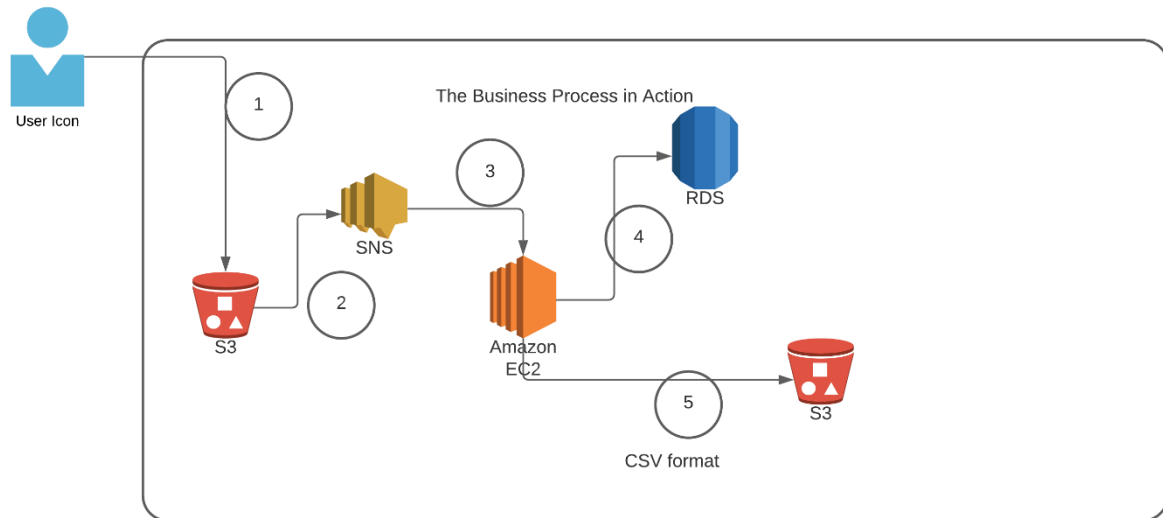 User Icon
1
The Business Process in Action
3
RDS
SNS
4
2
S3
Amazon
EC2
5
S3
CSV format